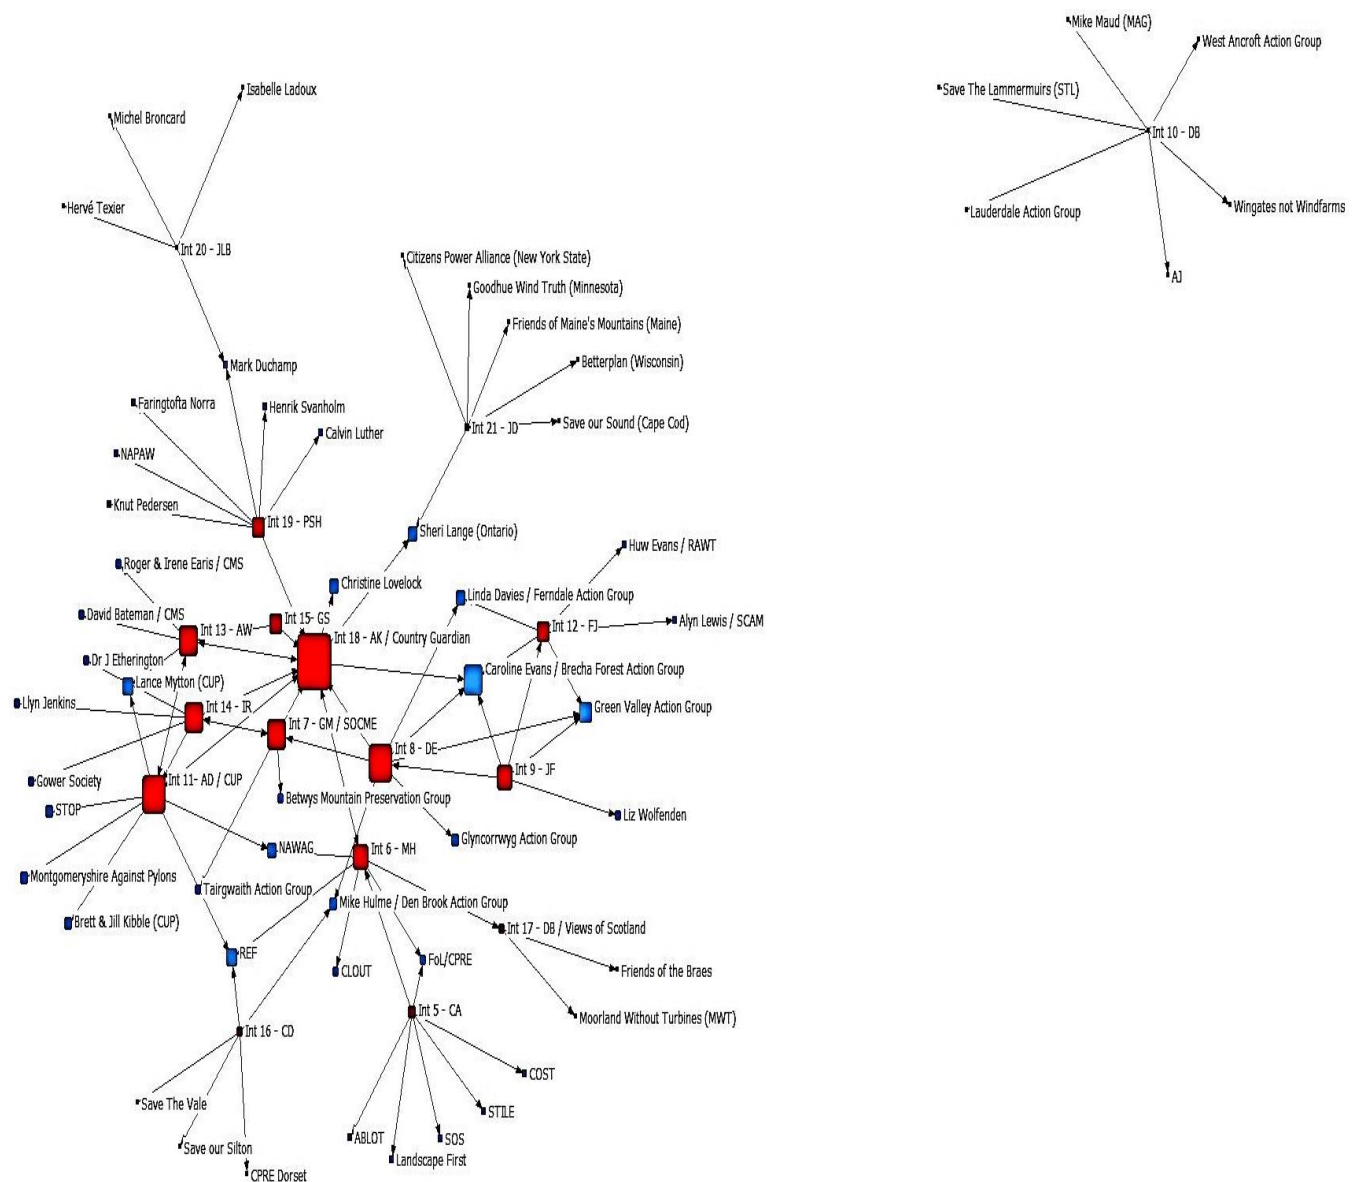 Mike Maud (MAG)
West Ancroft Action Group
Isabelle Ladoux
Save The Lammermuirs (STL)
Michel Broncard
Int 10 - DB
Hervé Texier
Lauderdale Action Group
Wingates not Windfarms
Int 20 - JLB
Citizens Power Alliance (New York State)
AJ
Goodhue Wind Truth (Minnesota)
Friends of Maine's Mountains (Maine)
Mark Duchamp
Betterplan (Wisconsin)
Faringtofta Norra
Henrik Svanholm
Int 21 - JD
Save our Sound (Cape Cod)
Calvin Luther
NAPAW
Knut Pedersen
Int 19 - PSH
Sheri Lange (Ontario)
Huw Evans / RAWT
Roger & Irene Earis / CMS
Christine Lovelock
Linda Davies / Ferndale Action Group
David Bateman / CMS
Int 15- GS
Int 13 - AW
Int 18 - AK / Country Guardian
Int 12 - FJ
Alyn Lewis / SCAM
Dr J Etherington
Caroline Evans / Brecha Forest Action Group
Lance Mytton (CUP)
Llyn Jenkins
Int 14 - IR
Green Valley Action Group
Int 7 - GM / SOCME
Int 8 - DE
Int 9 - JF
Gower Society
Int 11- AD / CUP
Betwys Mountain Preservation Group
STOP
Liz Wolfenden
Glyncorrwyg Action Group
NAWAG
Int 6 - MH
Montgomeryshire Against Pylons
Tairgwaith Action Group
Mike Hulme / Den Brook Action Group
Brett & Jill Kibble (CUP)
Int 17 - DB / Views of Scotland
REF
CLOUT
FoL/CPRE
Friends of the Braes
Int 5 - CA
Moorland Without Turbines (MWT)
Int 16 - CD
COST
Save The Vale
STILE
ABLOT
SOS
Save our Silton
Landscape First
CPRE Dorset